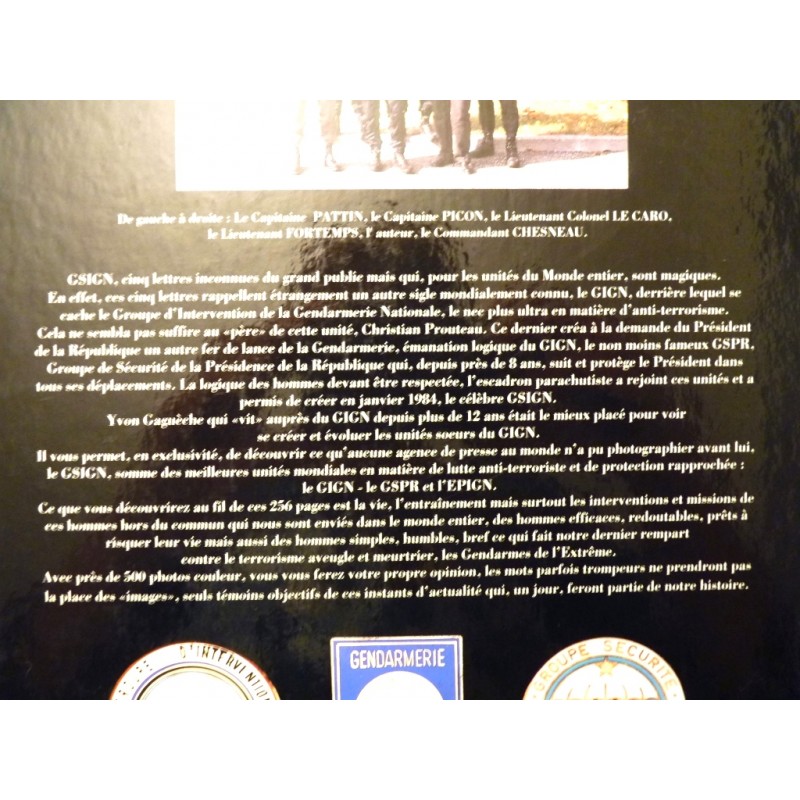 De gauche à droite : Le Capitaine PATTIN, le Capitaine PICON, le Lieutenant Colonel LE CARO,
le Lieutenant FORTEMPS, l' auteur, le Commandant CHESNEAU.
GSIGN, cinq lettres inconnues du grand public mais qui, pour les unités du Monde entier, sont magiques.
En effet, ces cinq lettres rappellent étrangement un autre sigle mondialement connu, le GIGN, derrière lequel se
cache le Groupe d'Intervention de la Gendarmerie Nationale, le nec plus ultra en matière d'anti-terrorisme.
Cela ne sembla pas suffire au «père» de cette unité, Christian Prouteau. Ce dernier créa à la demande du Président
de la République un autre fer de lance de la Gendarmerie, émanation logique du GIGN, le non moins fameux GSPR,
Groupe de Sécurité de la Présidence de la République qui, depuis près de 8 ans, suit et protège le Président dans
tous ses déplacements. La logique des hommes devant être respectée, l'escadron parachutiste a rejoint ces unités et a
permis de créer en janvier 1984, le célèbre GSIGN.
Yvon Gaguèche qui «vit» auprès du GIGN depuis plus de 12 ans était le mieux placé pour voir
se créer et évoluer les unités soeurs du GIGN.
Il vous permet, en exclusivité, de découvrir ce qu'aucune agence de presse au monde n'a pu photographier avant lui,
le GSIGN, somme des meilleures unités mondiales en matière de lutte anti-terroriste et de protection rapprochée :
le GIGN - le GSPR et l'EPIGN.
Ce que vous découvrirez au fil de ces 256 pages est la vie, l'entraînement mais surtout les interventions et missions de
ces hommes hors du commun qui nous sont enviés dans le monde entier, des hommes efficaces, redoutables, prêts à
risquer leur vie mais aussi des hommes simples, humbles, bref ce qui fait notre dernier rempart
contre le terrorisme aveugle et meurtrier, les Gendarmes de l'Extrême.
Avec près de 500 photos couleur, vous vous ferez votre propre opinion, les mots parfois trompeurs ne prendront pas
la place des «images», seuls témoins objectifs de ces instants d'actualité qui, un jour, feront partie de notre histoire.
D'INTERVENTION
GENDARMERIE
GROUPE SECURITE